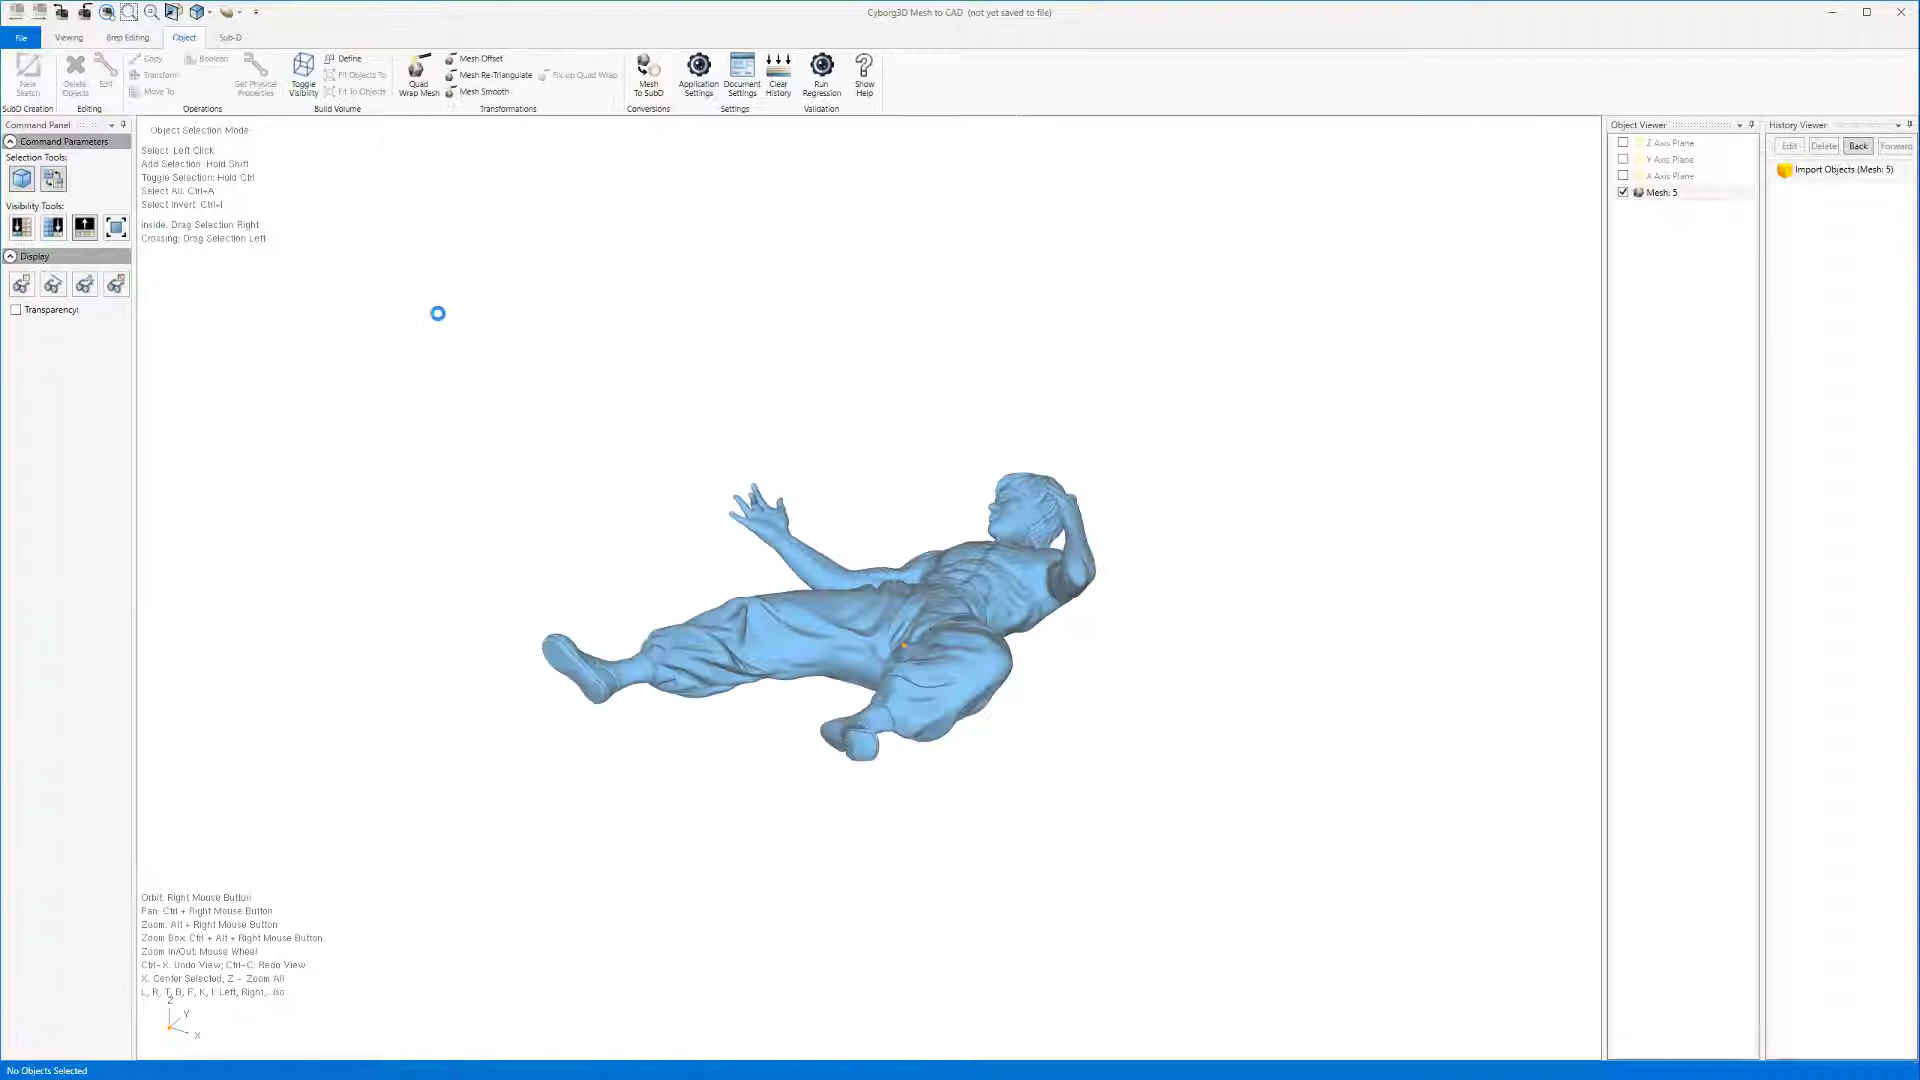 Cyborg3D Mesh to CAD (not yet saved to file)
File Viewing Brep Editing Object Sub-D
New Sketch
SubD Creation
Delete Objects
Edit
Editing
Copy
Transform
Move To
Boolean
Get Physical Properties
Operations
Toggle Visibility
Define
Fit Objects To
Fit To Objects
Build Volume
Quad Wrap Mesh
Mesh Offset
Mesh Re-Triangulate
Mesh Smooth
Fix-up Quad Wrap
Transformations
Mesh To SubD
Conversions
Application Settings
Document Settings
Clear History
Settings
Run Regression
Validation
Show Help
Command Panel
Command Parameters
Selection Tools:
Visibility Tools:
Display
Transparency:
Object Selection Mode
Select Left Click
Add Selection: Hold Shift
Toggle Selection: Hold Ctrl
Select All: Ctrl+A
Select Invert Ctrl+I
Inside: Drag Selection Right
Crossing: Drag Selection Left
Orbit: Right Mouse Button
Pan: Ctrl + Right Mouse Button
Zoom: Alt + Right Mouse Button
Zoom Box Ctrl + Alt + Right Mouse Button
Zoom In/Out: Mouse Wheel
Ctrl-X: Undo View; Ctrl-C: Redo View
X: Center Selected; Z - Zoom All
L, R, T, B, F, K, I: Left, Right,...Iso
Z
Y
X
Object Viewer
Z Axis Plane
Y Axis Plane
X Axis Plane
Mesh: 5
History Viewer
Edit Delete Back Forward
Import Objects (Mesh: 5)
No Objects Selected